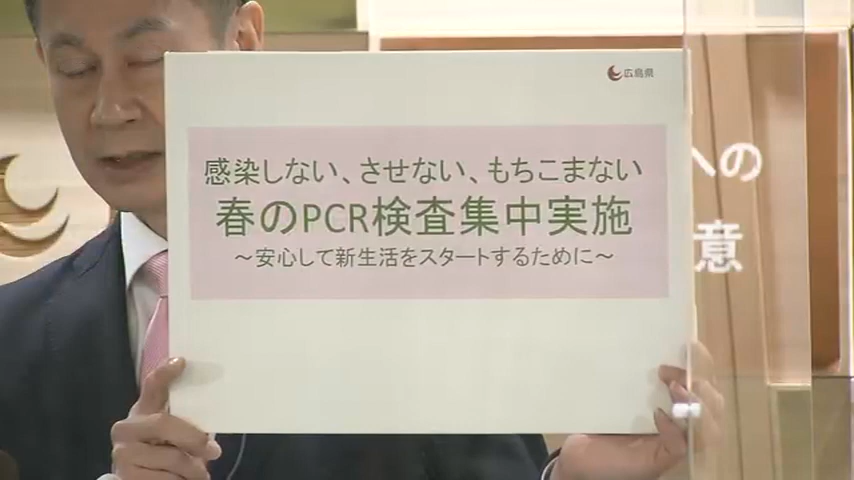 広島県
感染しない、させない、もちこまない
春のPCR検査集中実施
～安心して新生活をスタートするために～
への
意